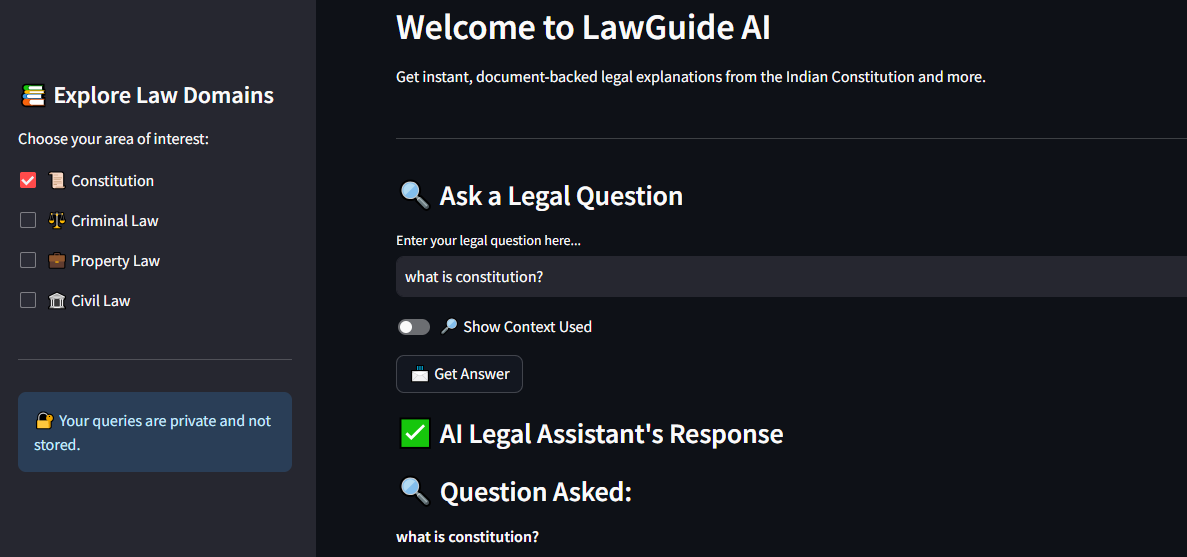 Explore Law Domains
Choose your area of interest:
Constitution
Criminal Law
Property Law
Civil Law
Your queries are private and not
stored.
Welcome to LawGuide AI
Get instant, document-backed legal explanations from the Indian Constitution and more.
Ask a Legal Question
Enter your legal question here...
what is constitution?
Show Context Used
Get Answer
AI Legal Assistant's Response
Question Asked:
what is constitution?